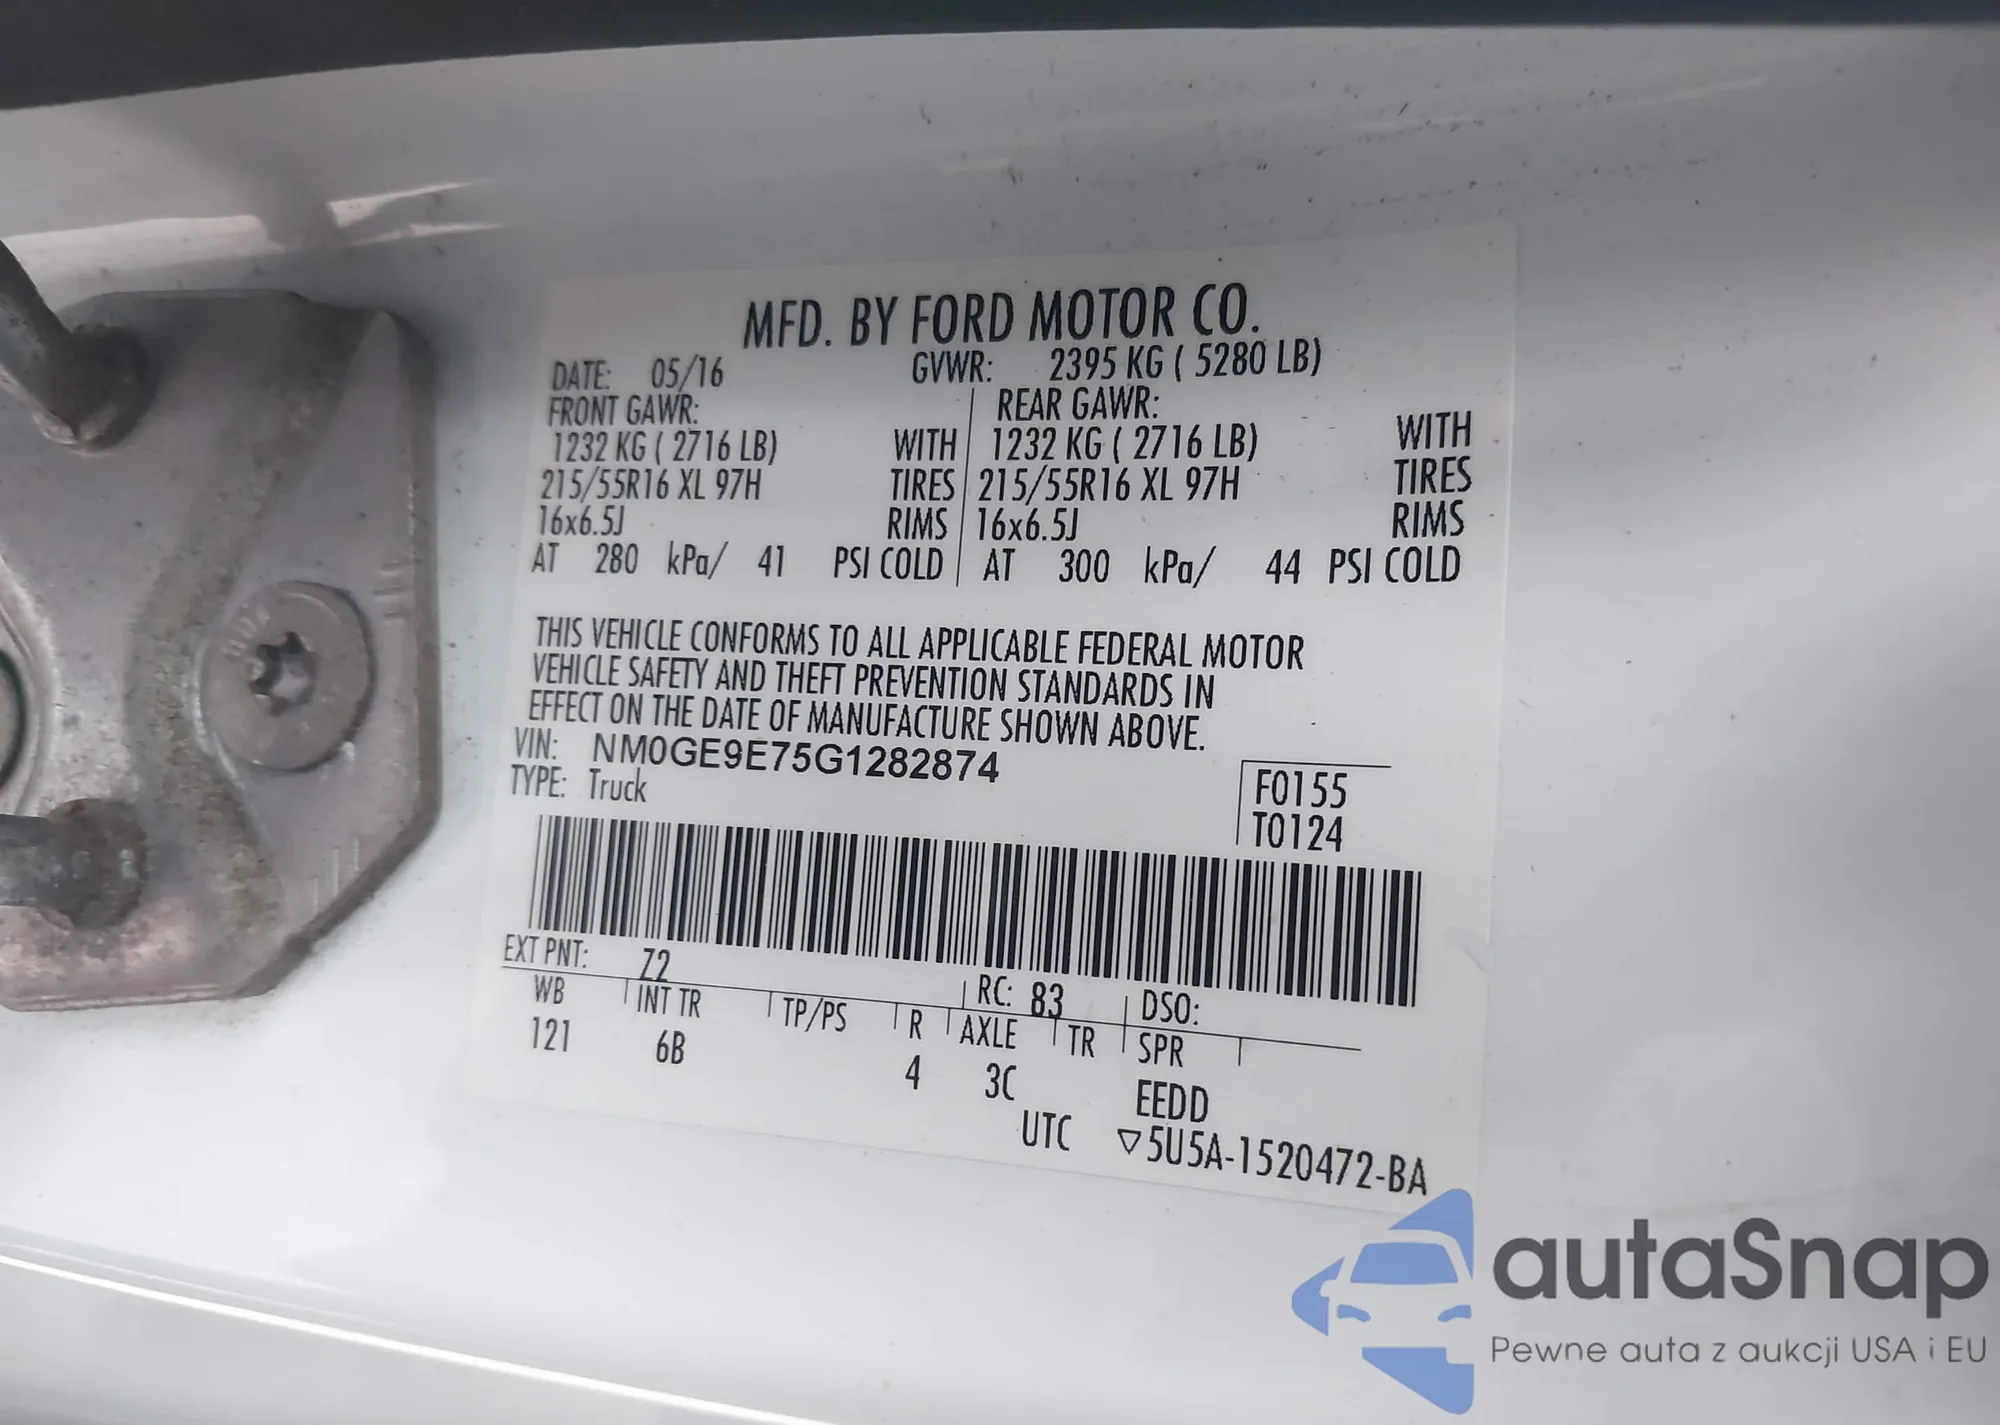 MFD. BY FORD MOTOR CO.
DATE: 05/16 GVWR: 2395 KG ( 5280 LB)
FRONT GAWR: REAR GAWR:
1232 KG ( 2716 LB) WITH 1232 KG ( 2716 LB) WITH
215/55R16 XL 97H TIRES 215/55R16 XL 97H TIRES
16x6.5J RIMS 16x6.5J RIMS
AT 280 kPa/ 41 PSI COLD AT 300 kPa/ 44 PSI COLD
THIS VEHICLE CONFORMS TO ALL APPLICABLE FEDERAL MOTOR
VEHICLE SAFETY AND THEFT PREVENTION STANDARDS IN
EFFECT ON THE DATE OF MANUFACTURE SHOWN ABOVE.
VIN: NM0GE9E75G1282874
TYPE: Truck
F0155
T0124
EXT PNT: Z2 RC: 83 DSO:
WB INT TR TP/PS R AXLE TR SPR
121 6B 4 3C EEDD
UTC ▽5U5A-1520472-BA
autaSnap
Pewne auta z aukcji USA i EU